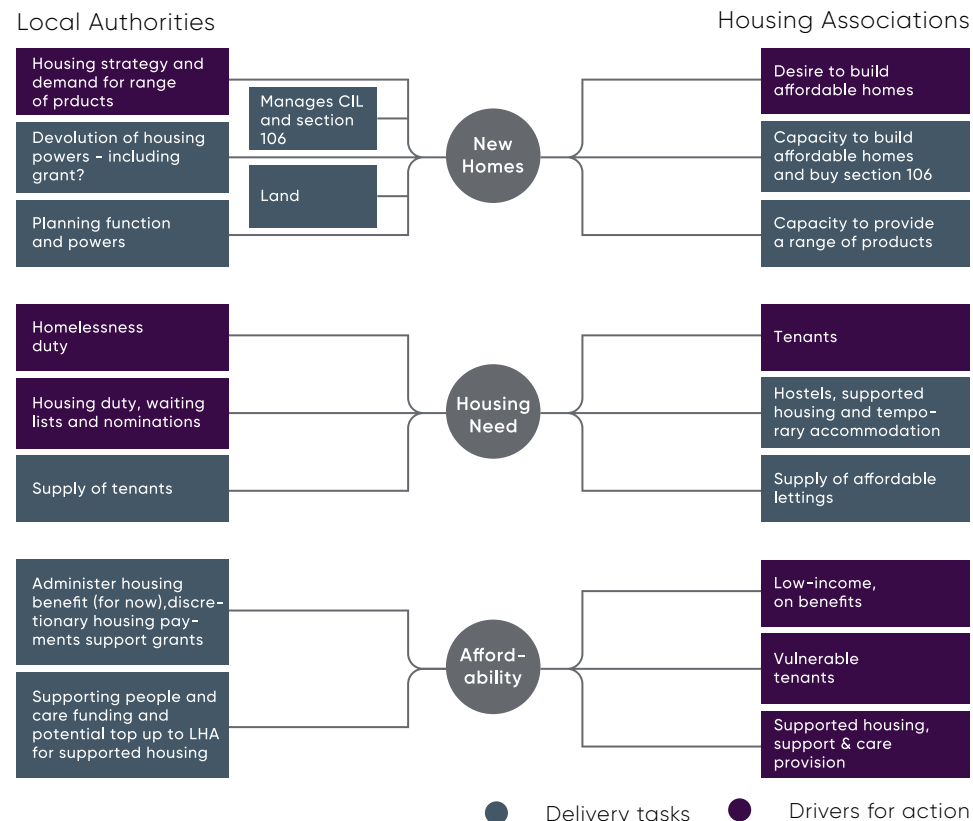 Local Authorities
Housing Associations
Housing strategy and
demand for range
of prducts
Manages CIL
and section
106
Devolution of housing
powers - including
grant?
Land
Planning function
and powers
New
Homes
Desire to build
affordable homes
Capacity to build
affordable homes
and buy section 106
Capacity to provide
a range of products
Homelessness
duty
Housing duty, waiting
lists and nominations
Supply of tenants
Housing
Need
Tenants
Hostels, supported
housing and tempo-
rary accommodation
Supply of affordable
lettings
Administer housing
benefit (for now),discre-
tionary housing pay-
ments support grants
Supporting people and
care funding and
potential top up to LHA
for supported housing
Afford-
ability
Low-income,
on benefits
Vulnerable
tenants
Supported housing,
support & care
provision
Delivery tasks
Drivers for action